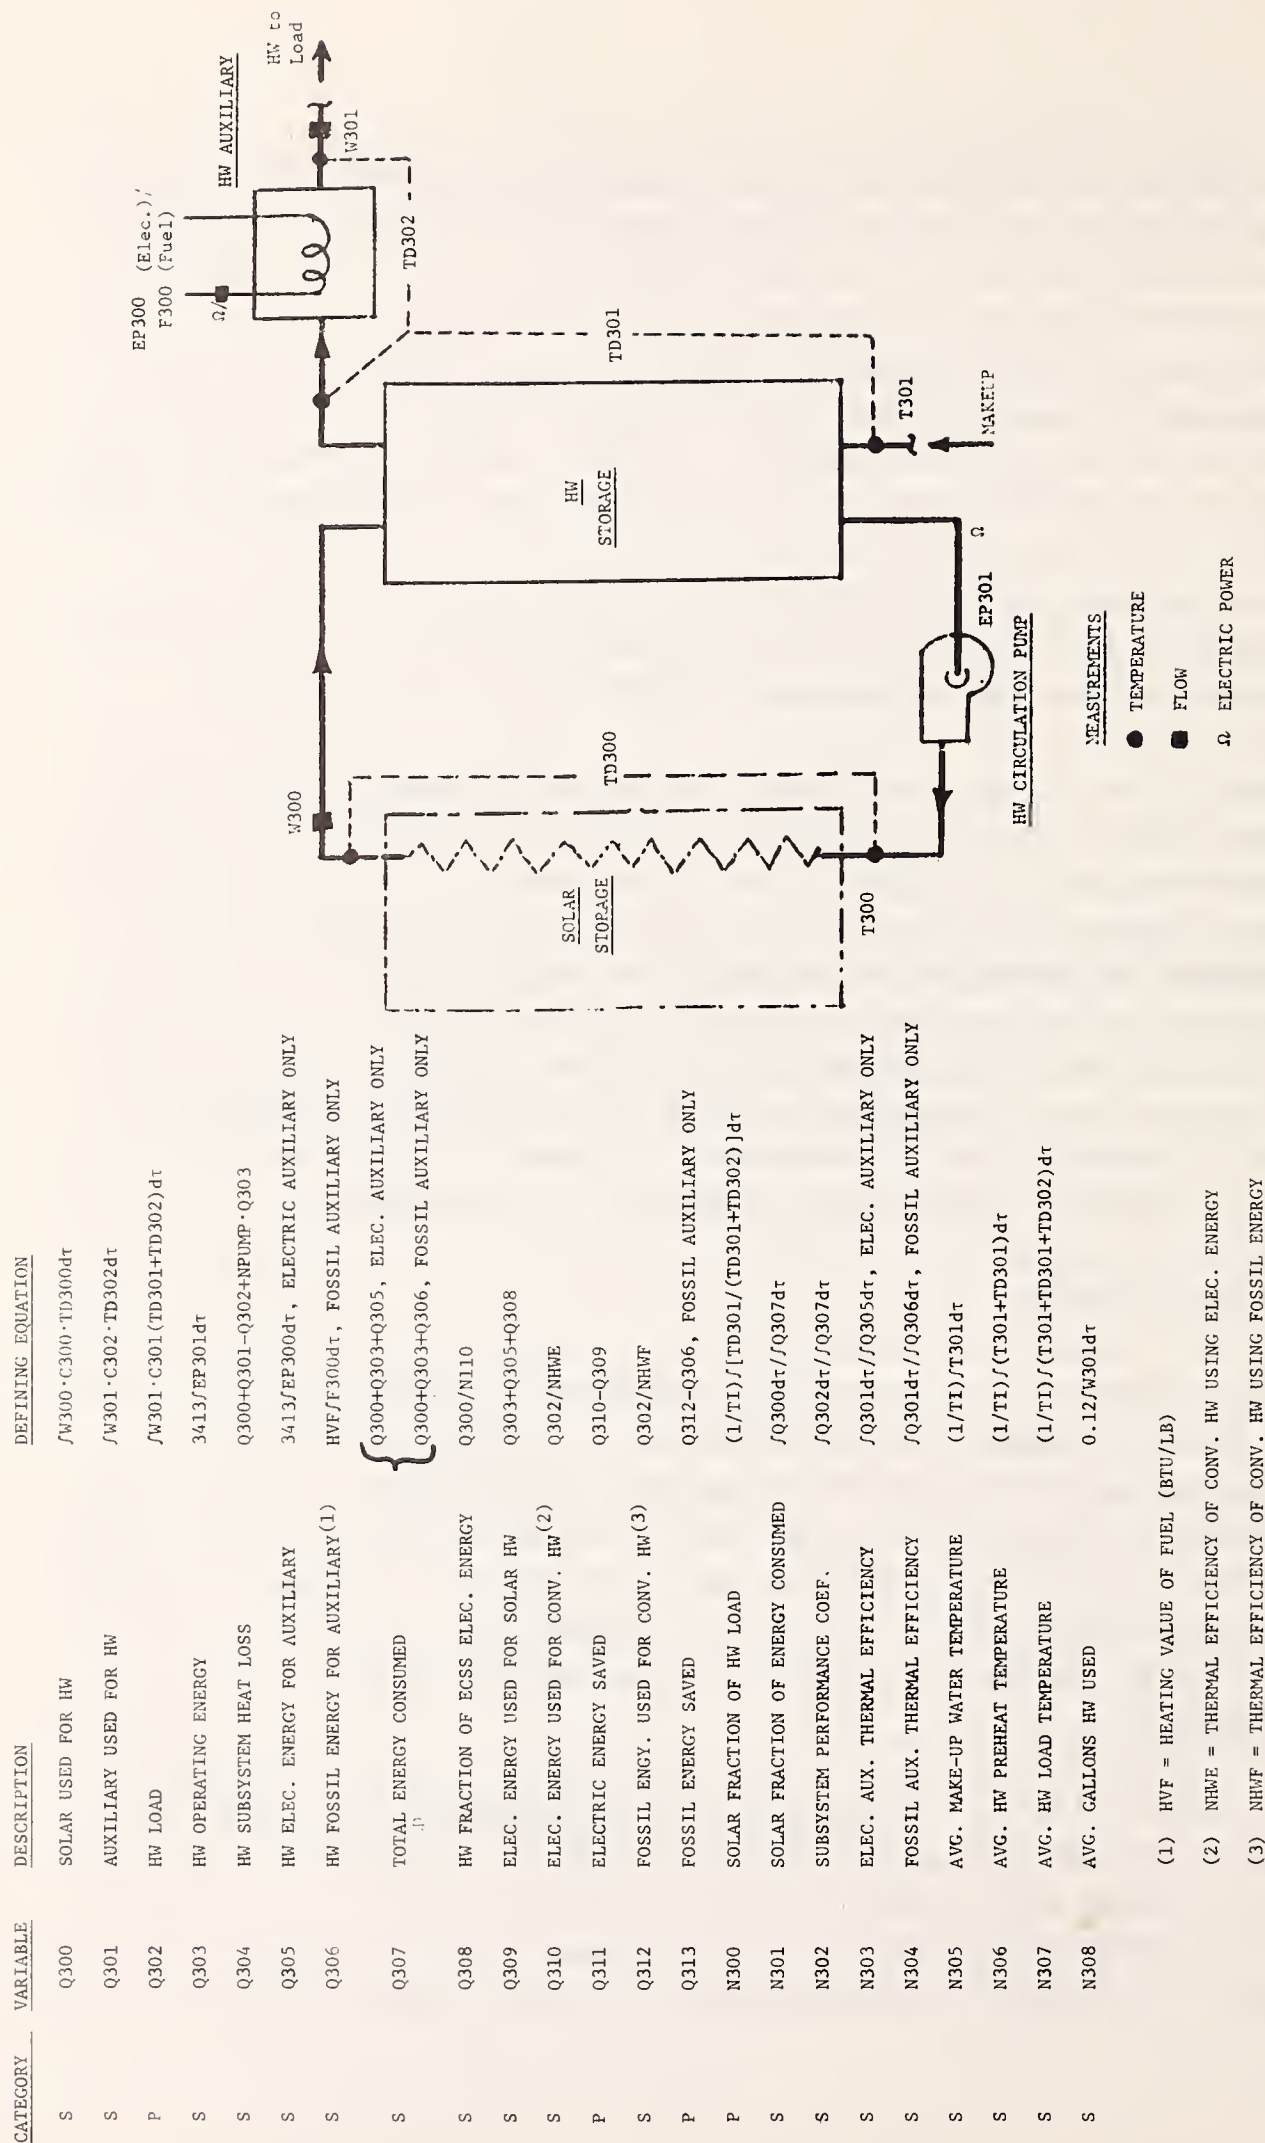 CATEGORY VARIABLE DESCRIPTION DEFINING EQUATION
S Q300 SOLAR USED FOR HW ∫W300·C300·TD300dτ
S Q301 AUXILIARY USED FOR HW ∫W301·C302·TD302dτ
P Q302 HW LOAD ∫W301·C301(TD301+TD302)dτ
S Q303 HW OPERATING ENERGY 3413∫EP301dτ
S Q304 HW SUBSYSTEM HEAT LOSS Q300+Q301-Q302+NPUMP·Q303
S Q305 HW ELEC. ENERGY FOR AUXILIARY 3413∫EP300dτ, ELECTRIC AUXILIARY ONLY
S Q306 HW FOSSIL ENERGY FOR AUXILIARY(1) HVF∫F300dτ, FOSSIL AUXILIARY ONLY
S Q307 TOTAL ENERGY CONSUMED { Q300+Q303+Q305, ELEC. AUXILIARY ONLY
Q300+Q303+Q306, FOSSIL AUXILIARY ONLY
S Q308 HW FRACTION OF ECSS ELEC. ENERGY Q300/N110
S Q309 ELEC. ENERGY USED FOR SOLAR HW Q303+Q305+Q308
S Q310 ELEC. ENERGY USED FOR CONV. HW(2) Q302/NHWE
P Q311 ELECTRIC ENERGY SAVED Q310-Q309
S Q312 FOSSIL ENGY. USED FOR CONV. HW(3) Q302/NHWF
P Q313 FOSSIL ENERGY SAVED Q312-Q306, FOSSIL AUXILIARY ONLY
P N300 SOLAR FRACTION OF HW LOAD (1/TI)∫[TD301/(TD301+TD302)]dτ
S N301 SOLAR FRACTION OF ENERGY CONSUMED ∫Q300dτ/∫Q307dτ
S N302 SUBSYSTEM PERFORMANCE COEF. ∫Q302dτ/∫Q307dτ
S N303 ELEC. AUX. THERMAL EFFICIENCY ∫Q301dτ/∫Q305dτ, ELEC. AUXILIARY ONLY
S N304 FOSSIL AUX. THERMAL EFFICIENCY ∫Q301dτ/∫Q306dτ, FOSSIL AUXILIARY ONLY
S N305 AVG. MAKE-UP WATER TEMPERATURE (1/TI)∫T301dτ
S N306 AVG. HW PREHEAT TEMPERATURE (1/TI)∫(T301+TD301)dτ
S N307 AVG. HW LOAD TEMPERATURE (1/TI)∫(T301+TD301+TD302)dτ
S N308 AVG. GALLONS HW USED 0.12∫W301dτ
(1) HVF = HEATING VALUE OF FUEL (BTU/LB)
(2) NHWE = THERMAL EFFICIENCY OF CONV. HW USING ELEC. ENERGY
(3) NHWF = THERMAL EFFICIENCY OF CONV. HW USING FOSSIL ENERGY
EP300 (Elec.)/
F300 (Fuel)
Ω/
HW AUXILIARY
HW to
Load
W301
TD302
TD301
W300
TD300
SOLAR
STORAGE
HW
STORAGE
T300
T301
MAKEUP
Ω
EP301
HW CIRCULATION PUMP
MEASUREMENTS
● TEMPERATURE
■ FLOW
Ω ELECTRIC POWER